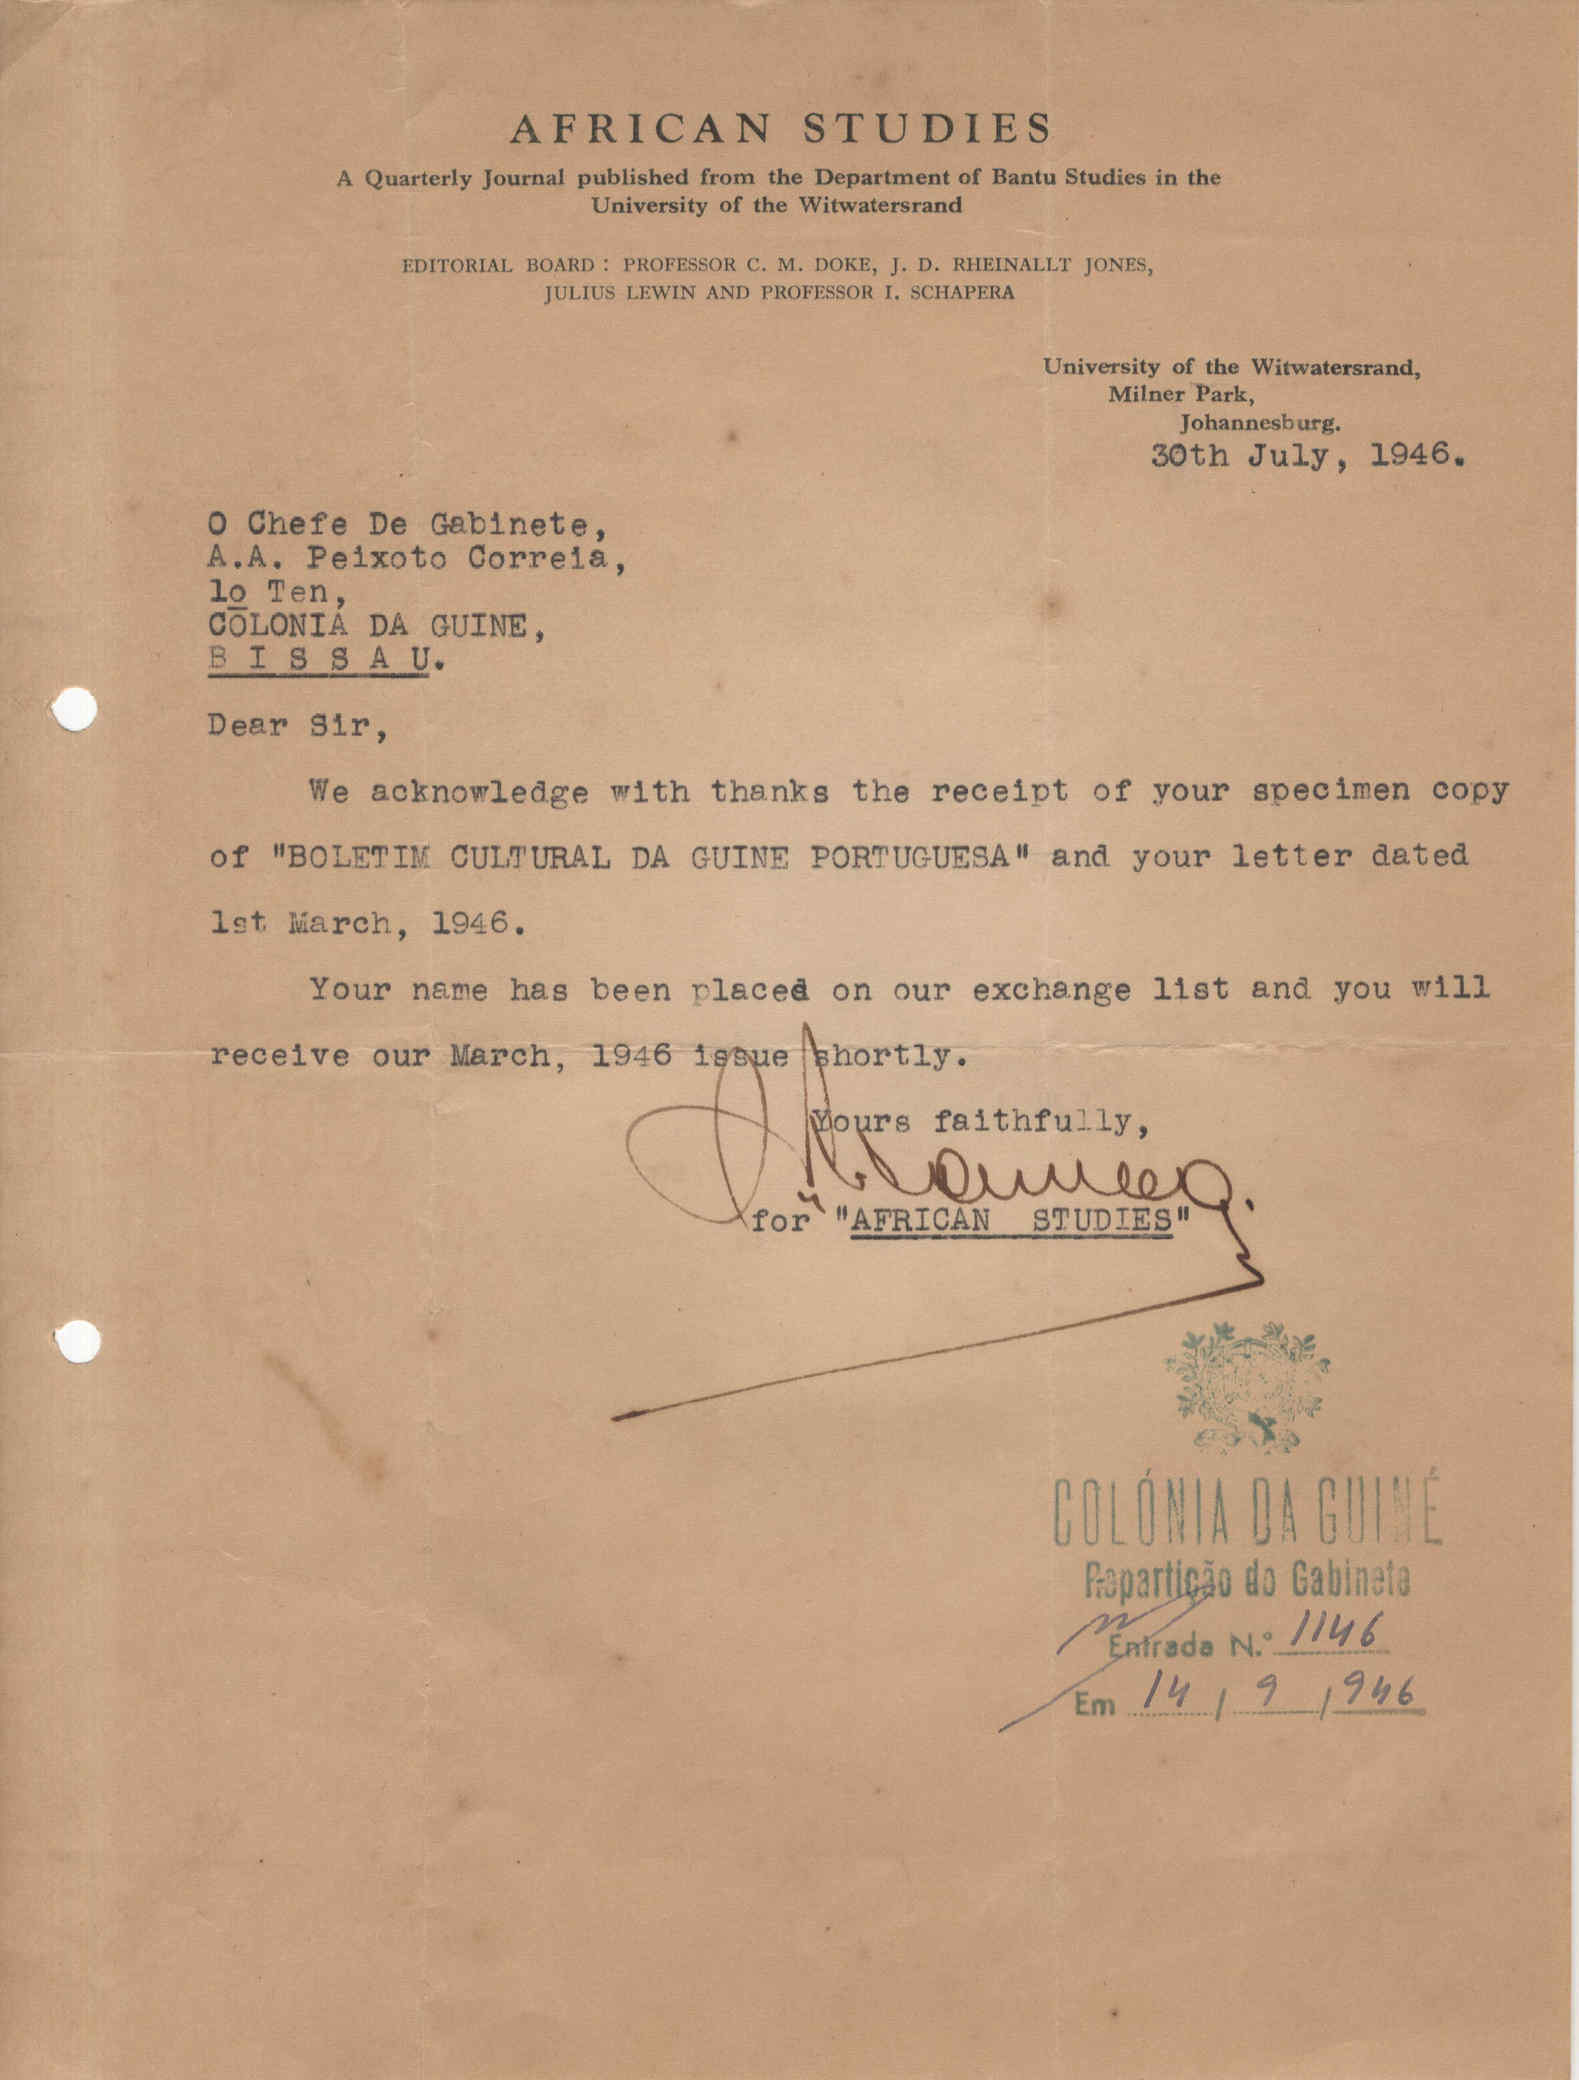 AFRICAN STUDIES
A Quarterly Journal published from the Department of Bantu Studies in the
University of the Witwatersrand
EDITORIAL BOARD : PROFESSOR C. M. DOKE, J. D. RHEINALLT JONES,
JULIUS LEWIN AND PROFESSOR I. SCHAPERA
University of the Witwatersrand,
Milner Park,
Johannesburg.
30th July, 1946.
O Chefe De Gabinete,
A.A. Peixoto Correia,
1o Ten,
COLONIA DA GUINE,
B I S S A U.
Dear Sir,
We acknowledge with thanks the receipt of your specimen copy
of "BOLETIM CULTURAL DA GUINE PORTUGUESA" and your letter dated
1st March, 1946.
Your name has been placed on our exchange list and you will
receive our March, 1946 issue shortly.
Yours faithfully,
for "AFRICAN STUDIES"
COLÓNIA DA GUINÉ
Repartição do Gabinete
Entrada N.º 1146
Em 14 / 9 / 946